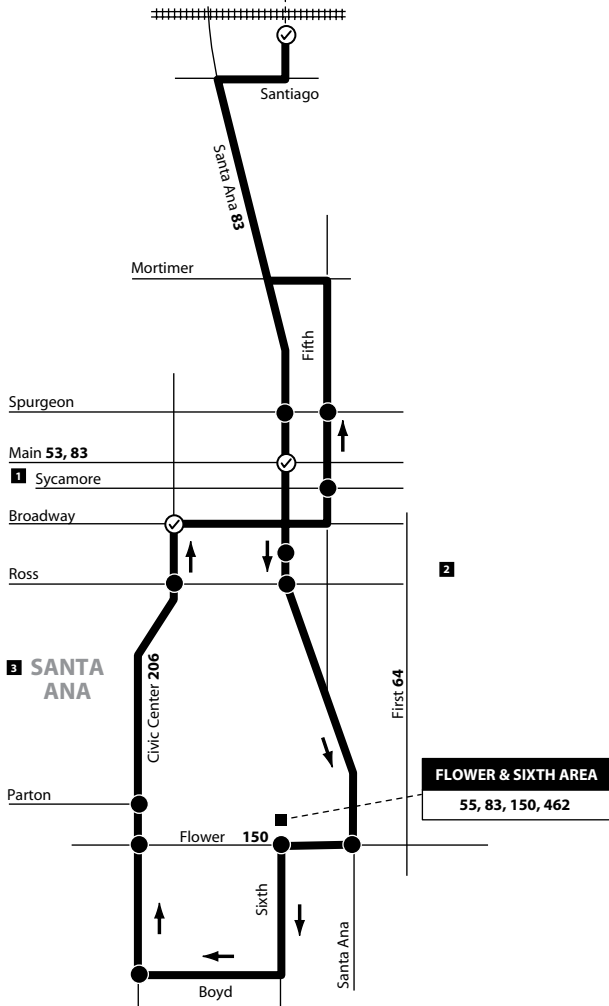 Santiago
Santa Ana 83
Mortimer
Fifth
Spurgeon
Main 53, 83
1
Sycamore
Broadway
Ross
2
3
SANTA
ANA
Civic Center 206
First 64
FLOWER & SIXTH AREA
55, 83, 150, 462
Parton
Flower 150
Sixth
Santa Ana
Boyd